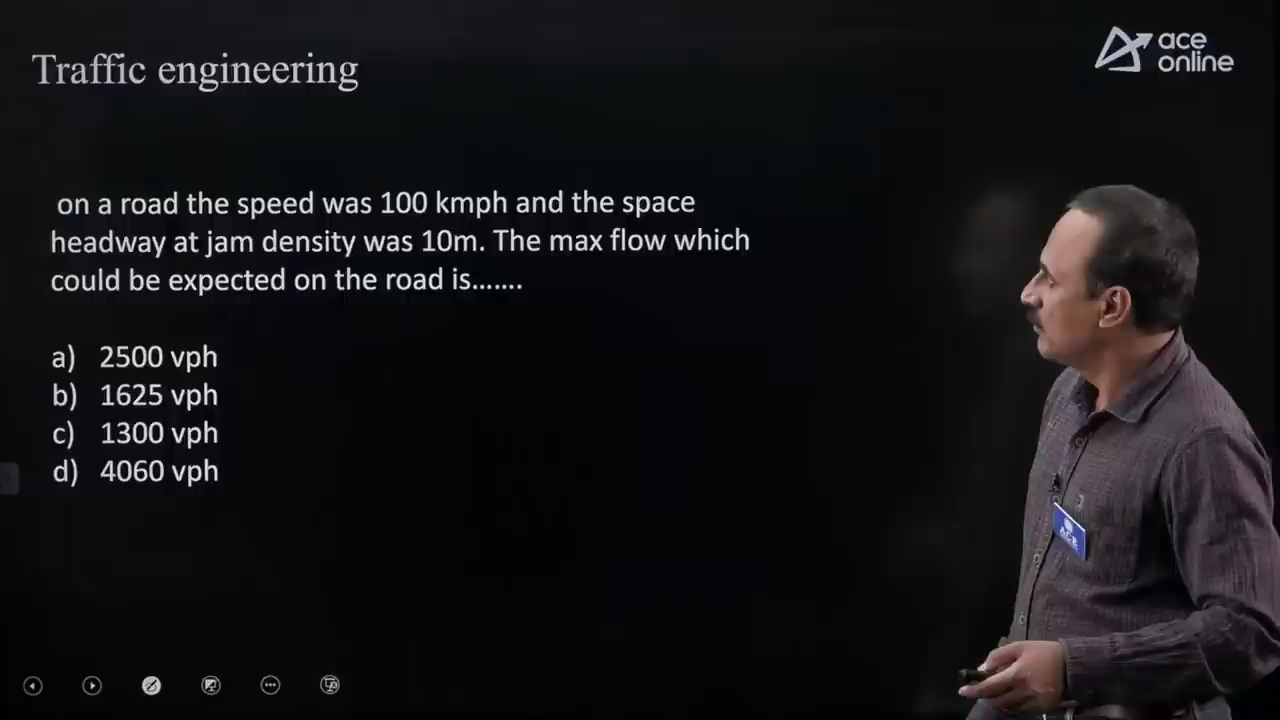 Traffic engineering
ace
online
on a road the speed was 100 kmph and the space
headway at jam density was 10m. The max flow which
could be expected on the road is.......
a) 2500 vph
b) 1625 vph
c) 1300 vph
d) 4060 vph
ACE